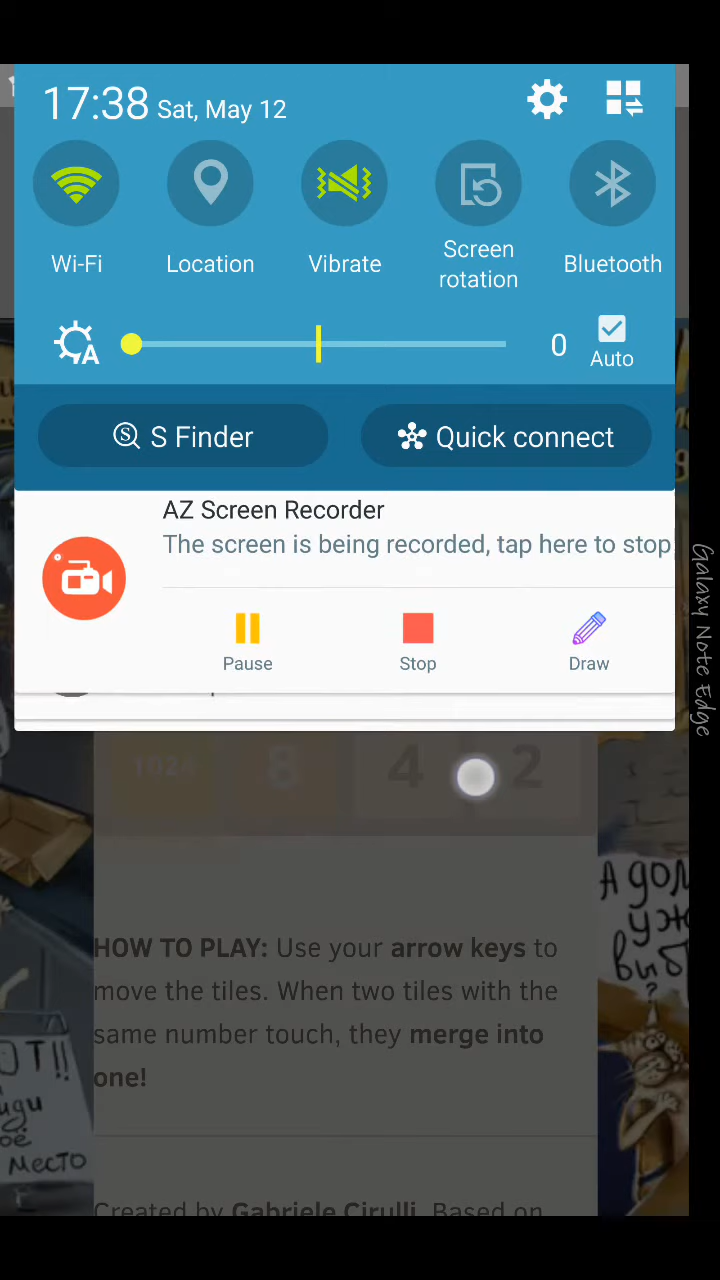 17:38 Sat, May 12
Wi-Fi
Location
Vibrate
Screen
rotation
Bluetooth
A
0
Auto
S Finder
Quick connect
AZ Screen Recorder
The screen is being recorded, tap here to stop
Pause
Stop
Draw
Galaxy Note Edge
1024 8 4 2
HOW TO PLAY: Use your arrow keys to
move the tiles. When two tiles with the
same number touch, they merge into
one!
МЕСТО
Created by Gabriele Cirulli. Based on